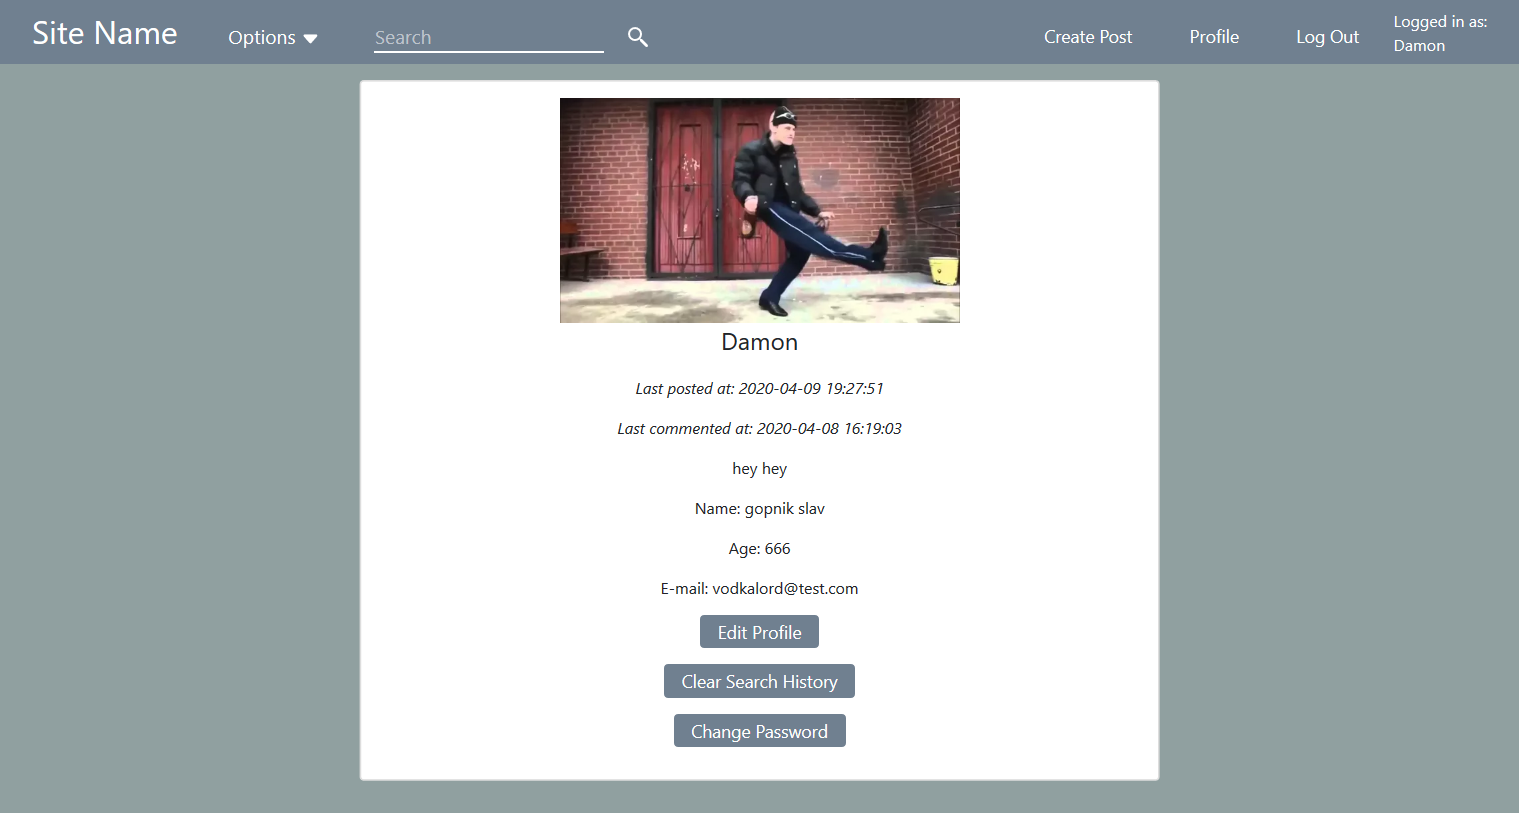 Site Name
Options
Search
Create Post
Profile
Log Out
Logged in as:
Damon
Damon
Last posted at: 2020-04-09 19:27:51
Last commented at: 2020-04-08 16:19:03
hey hey
Name: gopnik slav
Age: 666
E-mail: vodkalord@test.com
Edit Profile
Clear Search History
Change Password